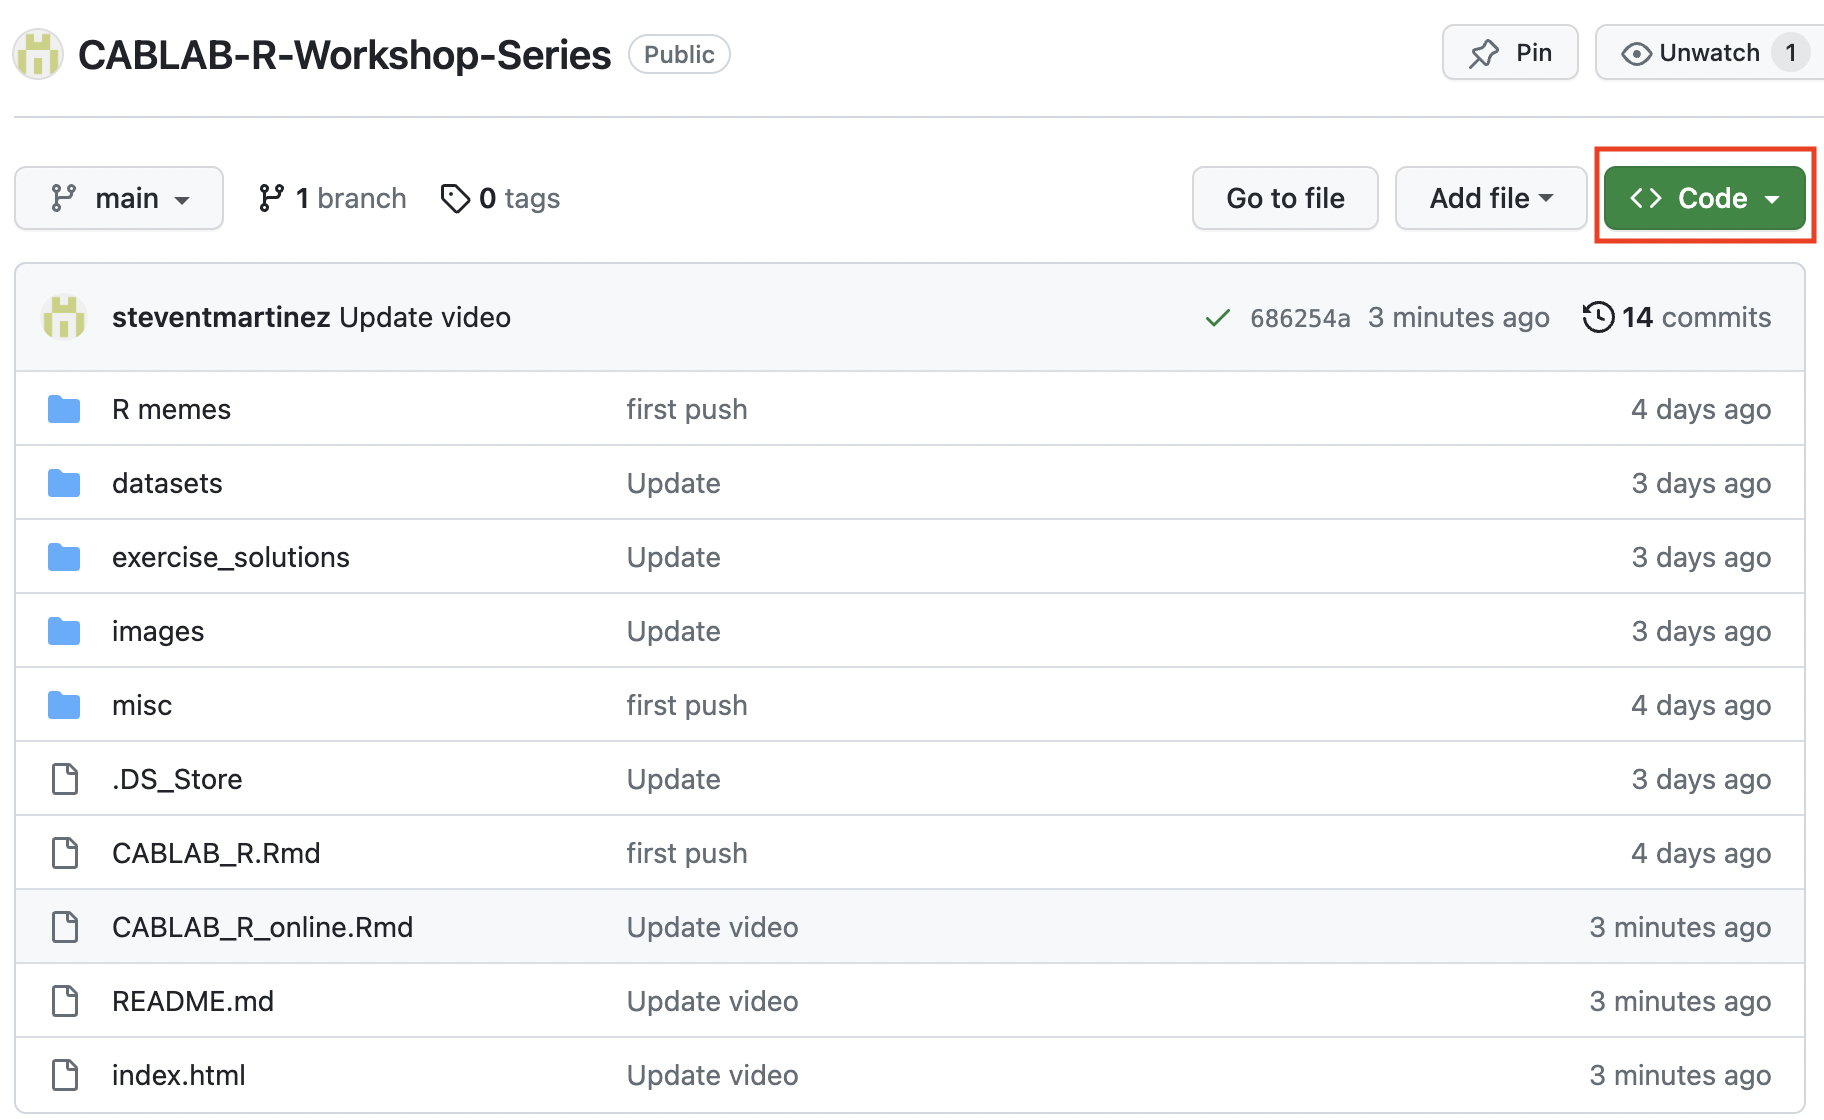 CABLAB-R-Workshop-Series Public Pin Unwatch 1
main 1 branch 0 tags Go to file Add file <> Code
steventmartinez Update video 686254a 3 minutes ago 14 commits
R memes first push 4 days ago
datasets Update 3 days ago
exercise_solutions Update 3 days ago
images Update 3 days ago
misc first push 4 days ago
.DS_Store Update 3 days ago
CABLAB_R.Rmd first push 4 days ago
CABLAB_R_online.Rmd Update video 3 minutes ago
README.md Update video 3 minutes ago
index.html Update video 3 minutes ago